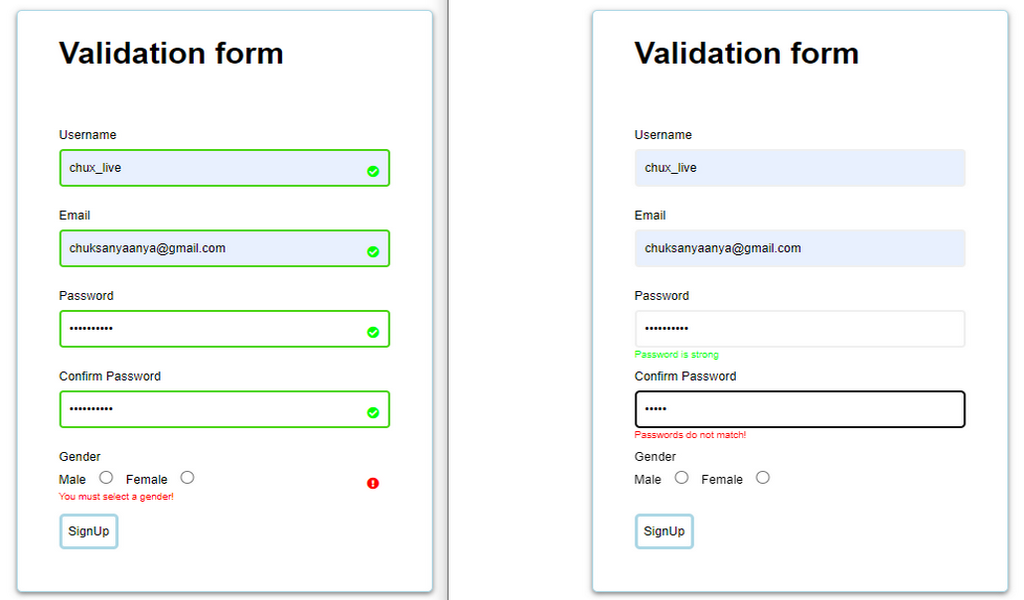 Validation form
Username
chux_live
Email
chuksanyaanya@gmail.com
Password
••••••••••
Confirm Password
••••••••••
Gender
Male Female
You must select a gender!
SignUp
Validation form
Username
chux_live
Email
chuksanyaanya@gmail.com
Password
••••••••••
Password is strong
Confirm Password
•••••
Passwords do not match!
Gender
Male Female
SignUp